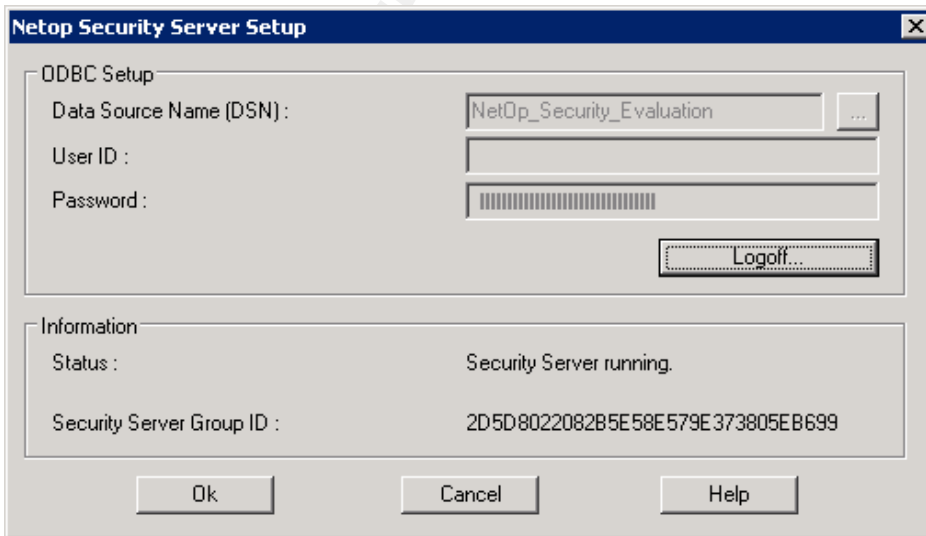 Netop Security Server Setup
ODBC Setup
Data Source Name (DSN) : NetOp_Security_Evaluation ...
User ID :
Password :
Logoff...
Information
Status : Security Server running.
Security Server Group ID : 2D5D8022082B5E58E579E373805EB699
Ok Cancel Help